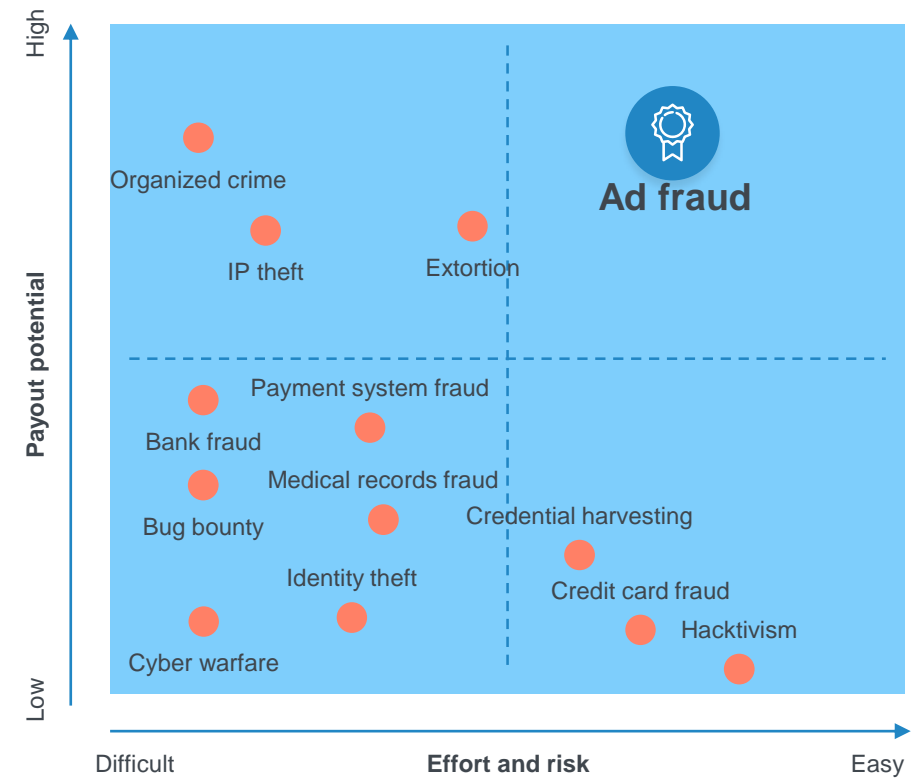 High
Organized crime
Ad fraud
IP theft
Extortion
Payout potential
Payment system fraud
Bank fraud
Medical records fraud
Bug bounty
Credential harvesting
Identity theft
Credit card fraud
Hacktivism
Cyber warfare
Low
Difficult
Effort and risk
Easy